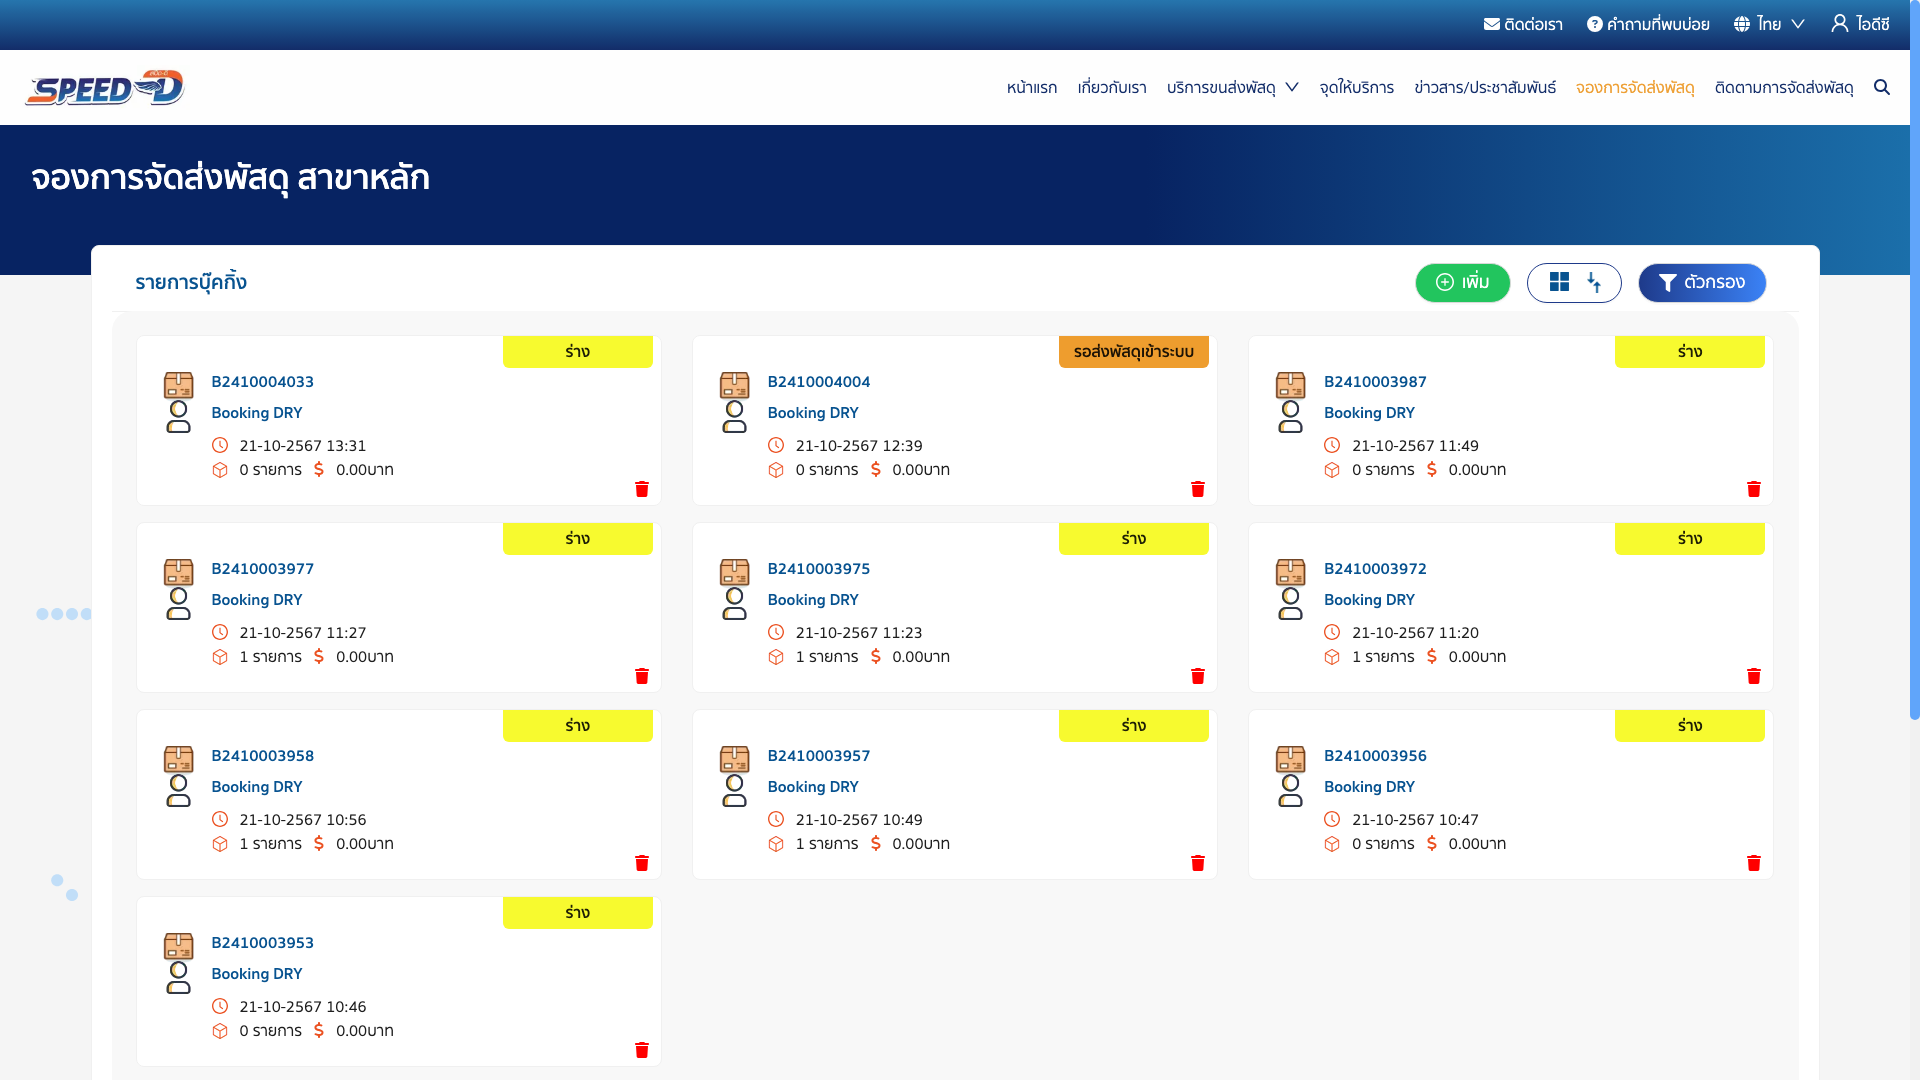 ติดต่อเรา คำถามที่พบบ่อย ไทย ไอดีซี
SPEED-D
หน้าแรก เกี่ยวกับเรา บริการขนส่งพัสดุ จุดให้บริการ ข่าวสาร/ประชาสัมพันธ์ จองการจัดส่งพัสดุ ติดตามการจัดส่งพัสดุ
จองการจัดส่งพัสดุ สาขาหลัก
รายการบุ๊คกิ้ง
เพิ่ม
ตัวกรอง
ร่าง
B2410004033
Booking DRY
21-10-2567 13:31
0 รายการ $ 0.00บาท
รอส่งพัสดุเข้าระบบ
B2410004004
Booking DRY
21-10-2567 12:39
0 รายการ $ 0.00บาท
ร่าง
B2410003987
Booking DRY
21-10-2567 11:49
0 รายการ $ 0.00บาท
ร่าง
B2410003977
Booking DRY
21-10-2567 11:27
1 รายการ $ 0.00บาท
ร่าง
B2410003975
Booking DRY
21-10-2567 11:23
1 รายการ $ 0.00บาท
ร่าง
B2410003972
Booking DRY
21-10-2567 11:20
1 รายการ $ 0.00บาท
ร่าง
B2410003958
Booking DRY
21-10-2567 10:56
1 รายการ $ 0.00บาท
ร่าง
B2410003957
Booking DRY
21-10-2567 10:49
1 รายการ $ 0.00บาท
ร่าง
B2410003956
Booking DRY
21-10-2567 10:47
0 รายการ $ 0.00บาท
ร่าง
B2410003953
Booking DRY
21-10-2567 10:46
0 รายการ $ 0.00บาท